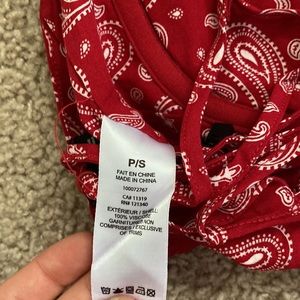 P/S
FAIT EN CHINE
MADE IN CHINA
100072767
CA# 11319
RN# 121340
EXTÉRIEUR / SHELL:
100% VISCOSE
GARNITURES NON
COMPRISES/EXCLUSIVE
OF TRIMS